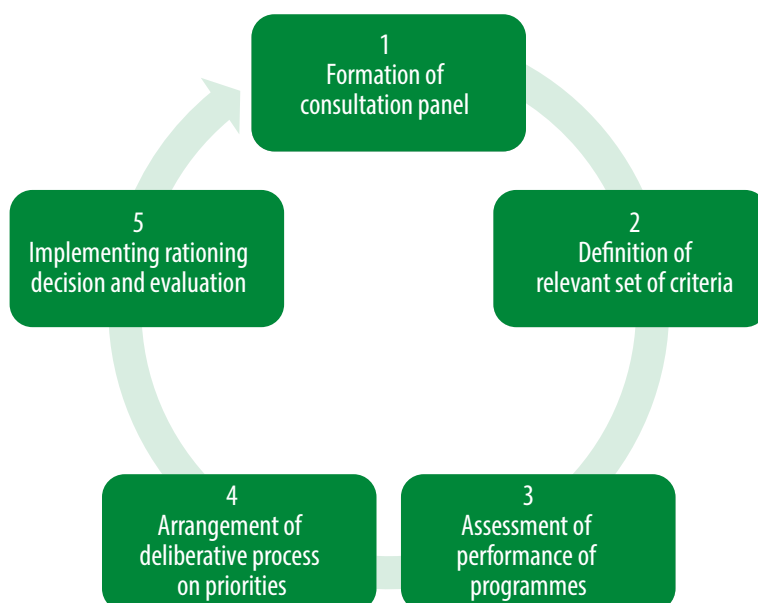 1
Formation of
consultation panel
2
Definition of
relevant set of criteria
3
Assessment of
performance of
programmes
4
Arrangement of
deliberative process
on priorities
5
Implementing rationing
decision and evaluation